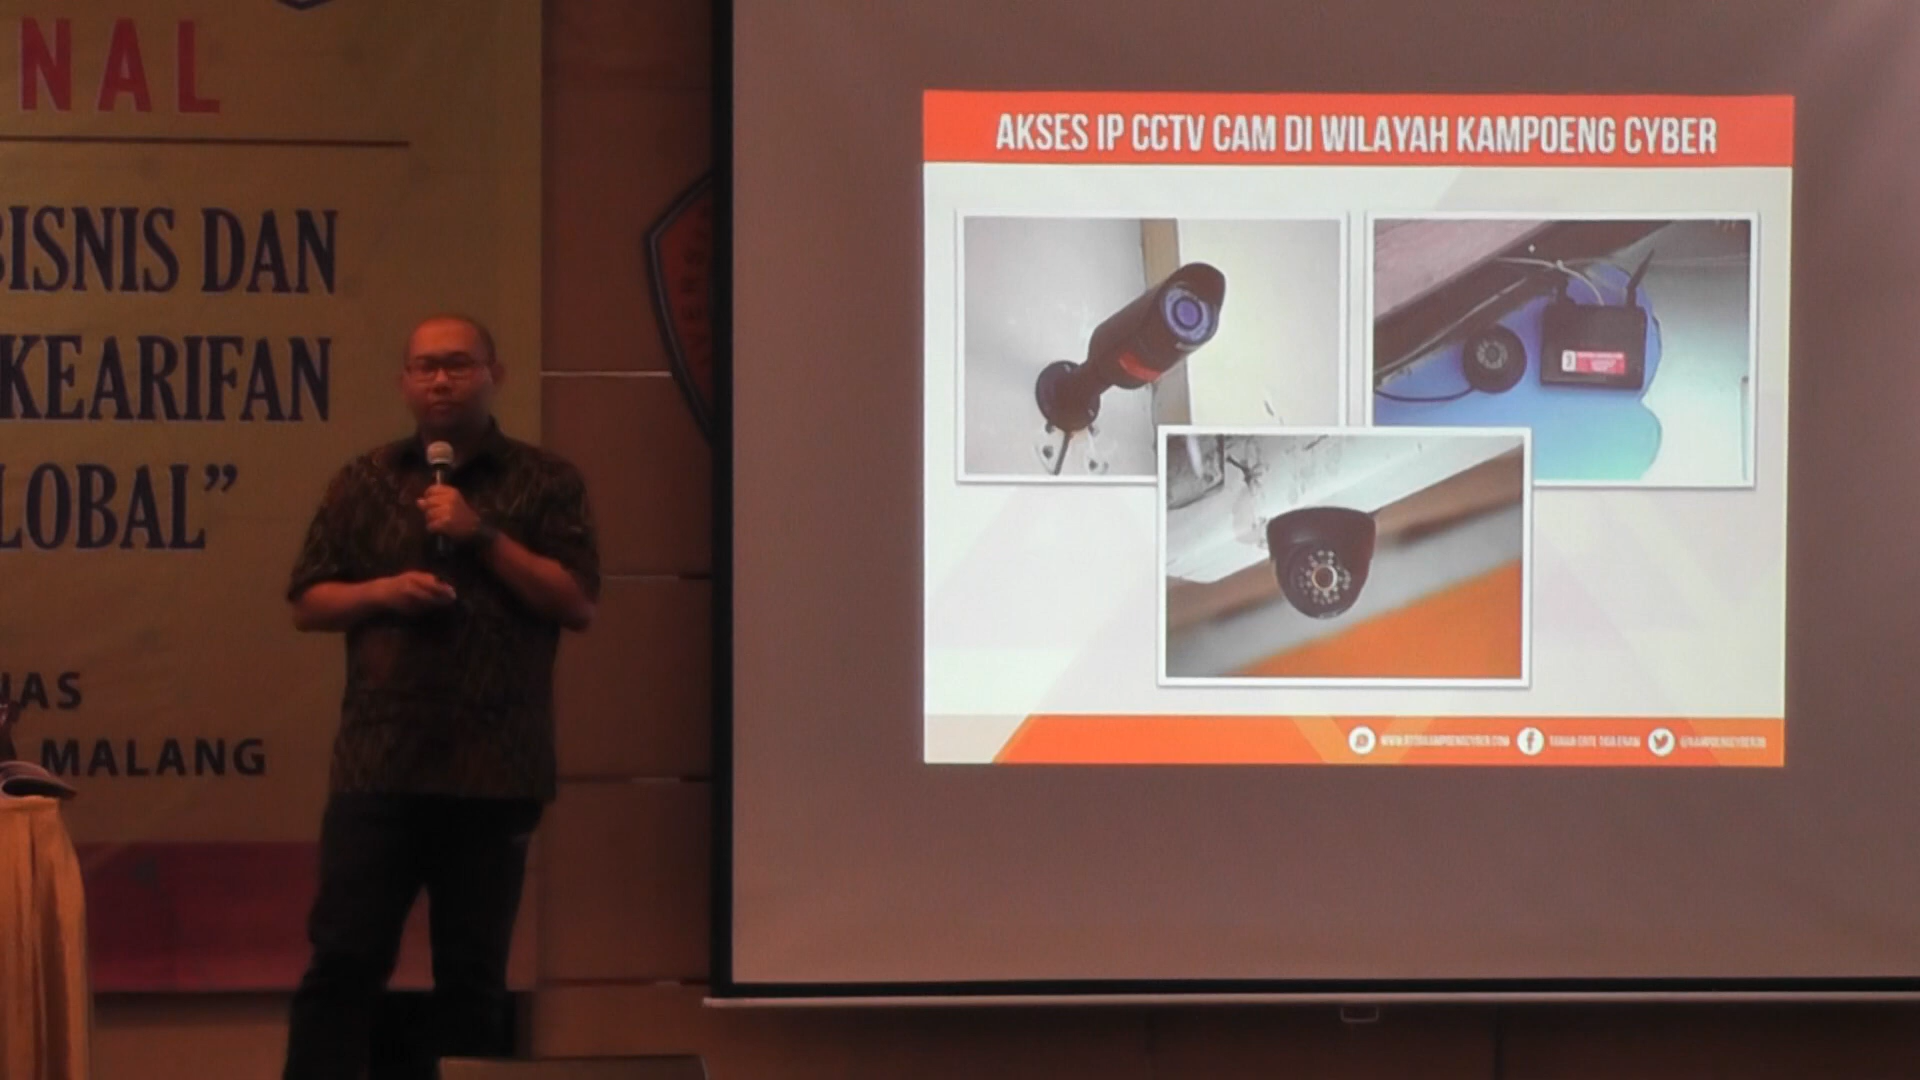 NAL
BISNIS DAN
KEARIFAN
LOBAL”
NAS
MALANG
AKSES IP CCTV CAM DI WILAYAH KAMPOENG CYBER